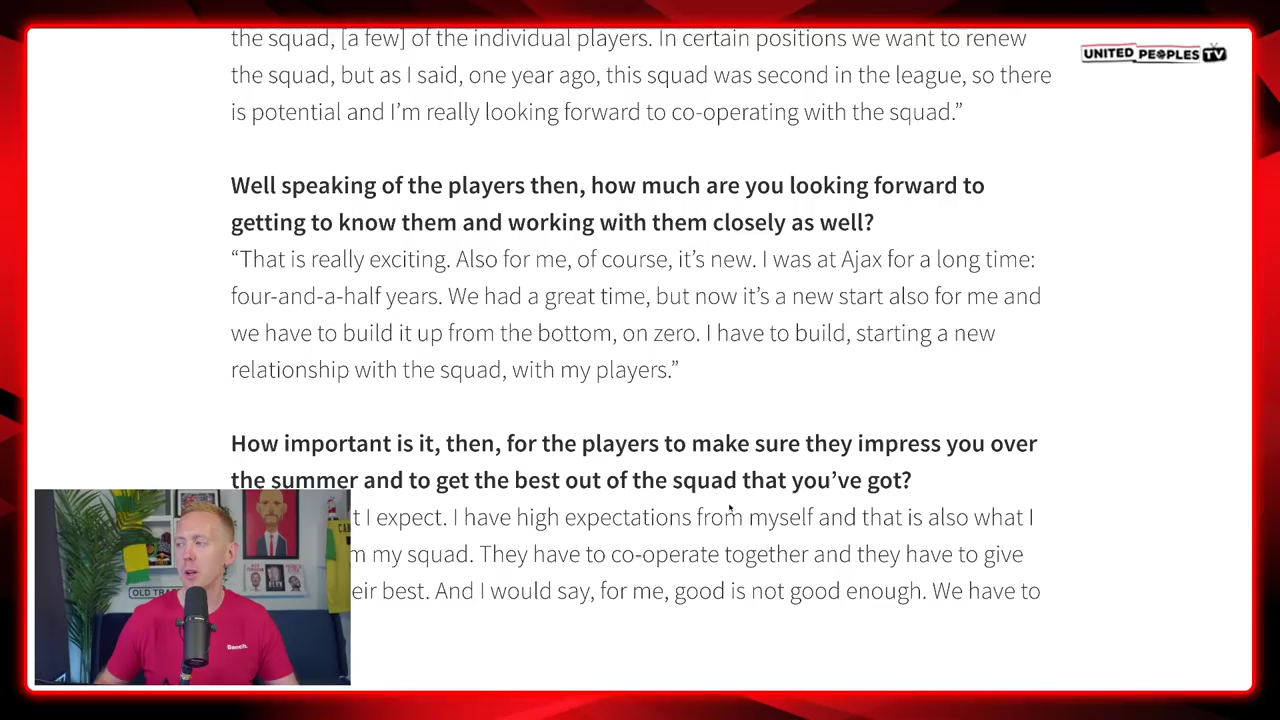 the squad, [a few] of the individual players. In certain positions we want to renew
UNITED PEOPLES TV
the squad, but as I said, one year ago, this squad was second in the league, so there
is potential and I’m really looking forward to co-operating with the squad.”
Well speaking of the players then, how much are you looking forward to
getting to know them and working with them closely as well?
“That is really exciting. Also for me, of course, it’s new. I was at Ajax for a long time:
four-and-a-half years. We had a great time, but now it’s a new start also for me and
we have to build it up from the bottom, on zero. I have to build, starting a new
relationship with the squad, with my players.”
How important is it, then, for the players to make sure they impress you over
the summer and to get the best out of the squad that you’ve got?
t I expect. I have high expectations from myself and that is also what I
m my squad. They have to co-operate together and they have to give
eir best. And I would say, for me, good is not good enough. We have to
OLD TRA
Bench.